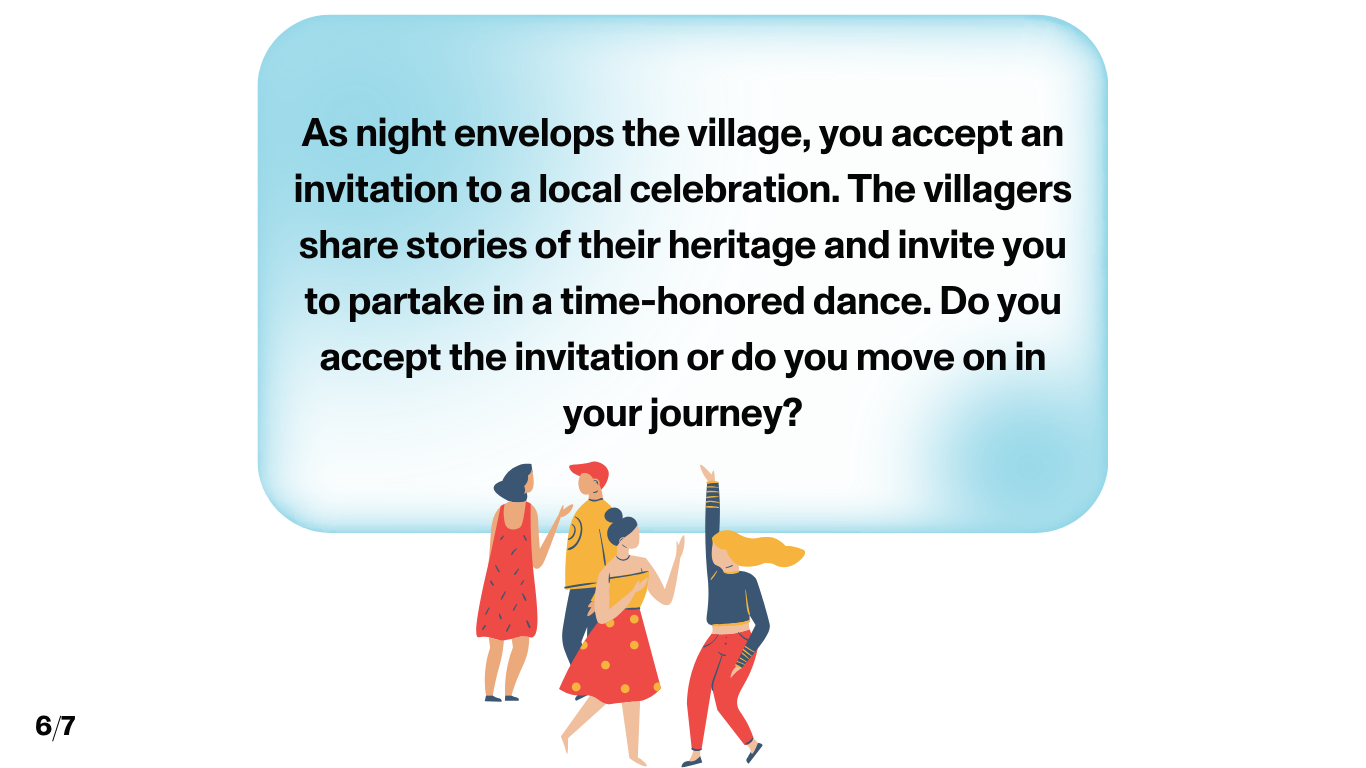 As night envelops the village, you accept an
invitation to a local celebration. The villagers
share stories of their heritage and invite you
to partake in a time-honored dance. Do you
accept the invitation or do you move on in
your journey?
6/7